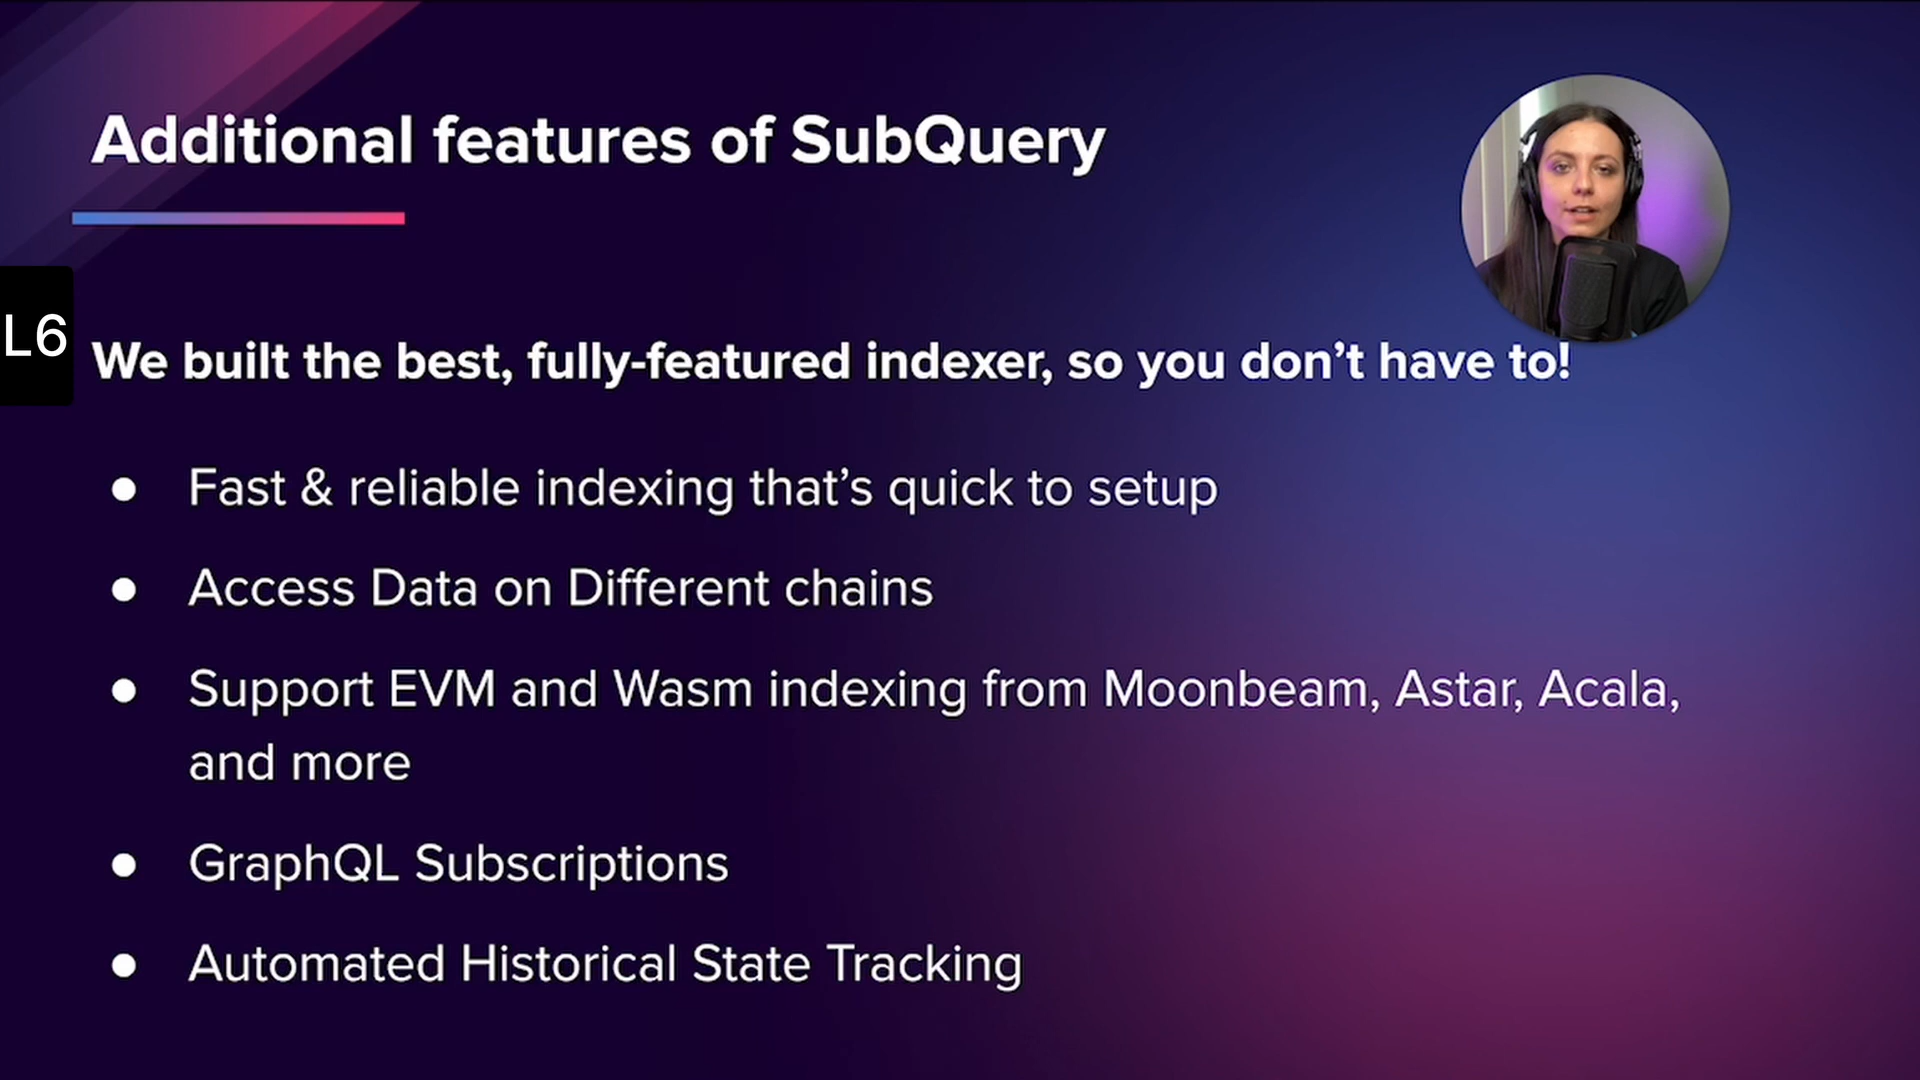 Additional features of SubQuery
L6
We built the best, fully-featured indexer, so you don’t have to!
● Fast & reliable indexing that’s quick to setup
● Access Data on Different chains
● Support EVM and Wasm indexing from Moonbeam, Astar, Acala,
and more
● GraphQL Subscriptions
● Automated Historical State Tracking